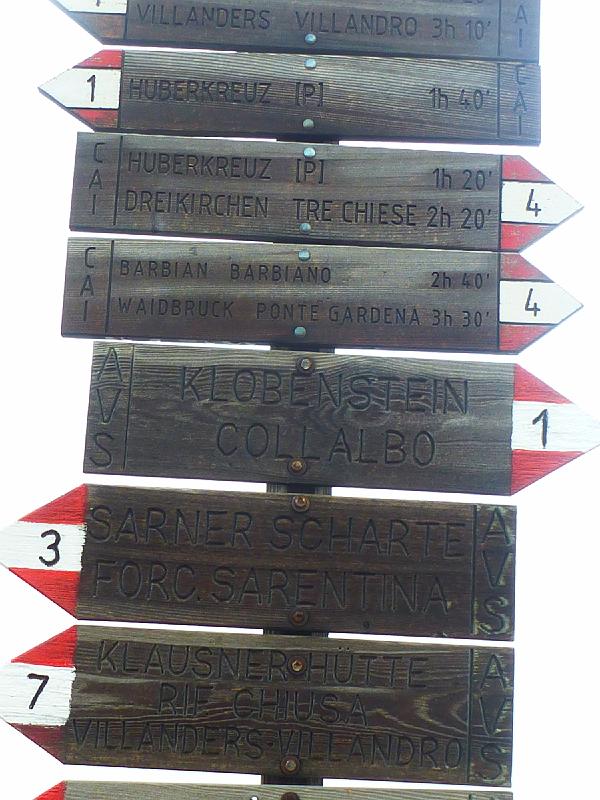 VILLANDERS VILLANDRO 3h 10'
AI
1 HUBERKREUZ [P] 1h 40' CAI
CAI HUBERKREUZ [P] 1h 20' 4
DREIKIRCHEN TRE CHIESE 2h 20'
CAI BARBIAN BARBIANO 2h 40' 4
WAIDBRUCK PONTE GARDENA 3h 30'
AVS KLOBENSTEIN 1
COLLALBO
3 SARNER SCHARTE AVS
FORC. SARENTINA
7 KLAUSNER HÜTTE AVS
RIF. CHIUSA
VILLANDERS-VILLANDRO